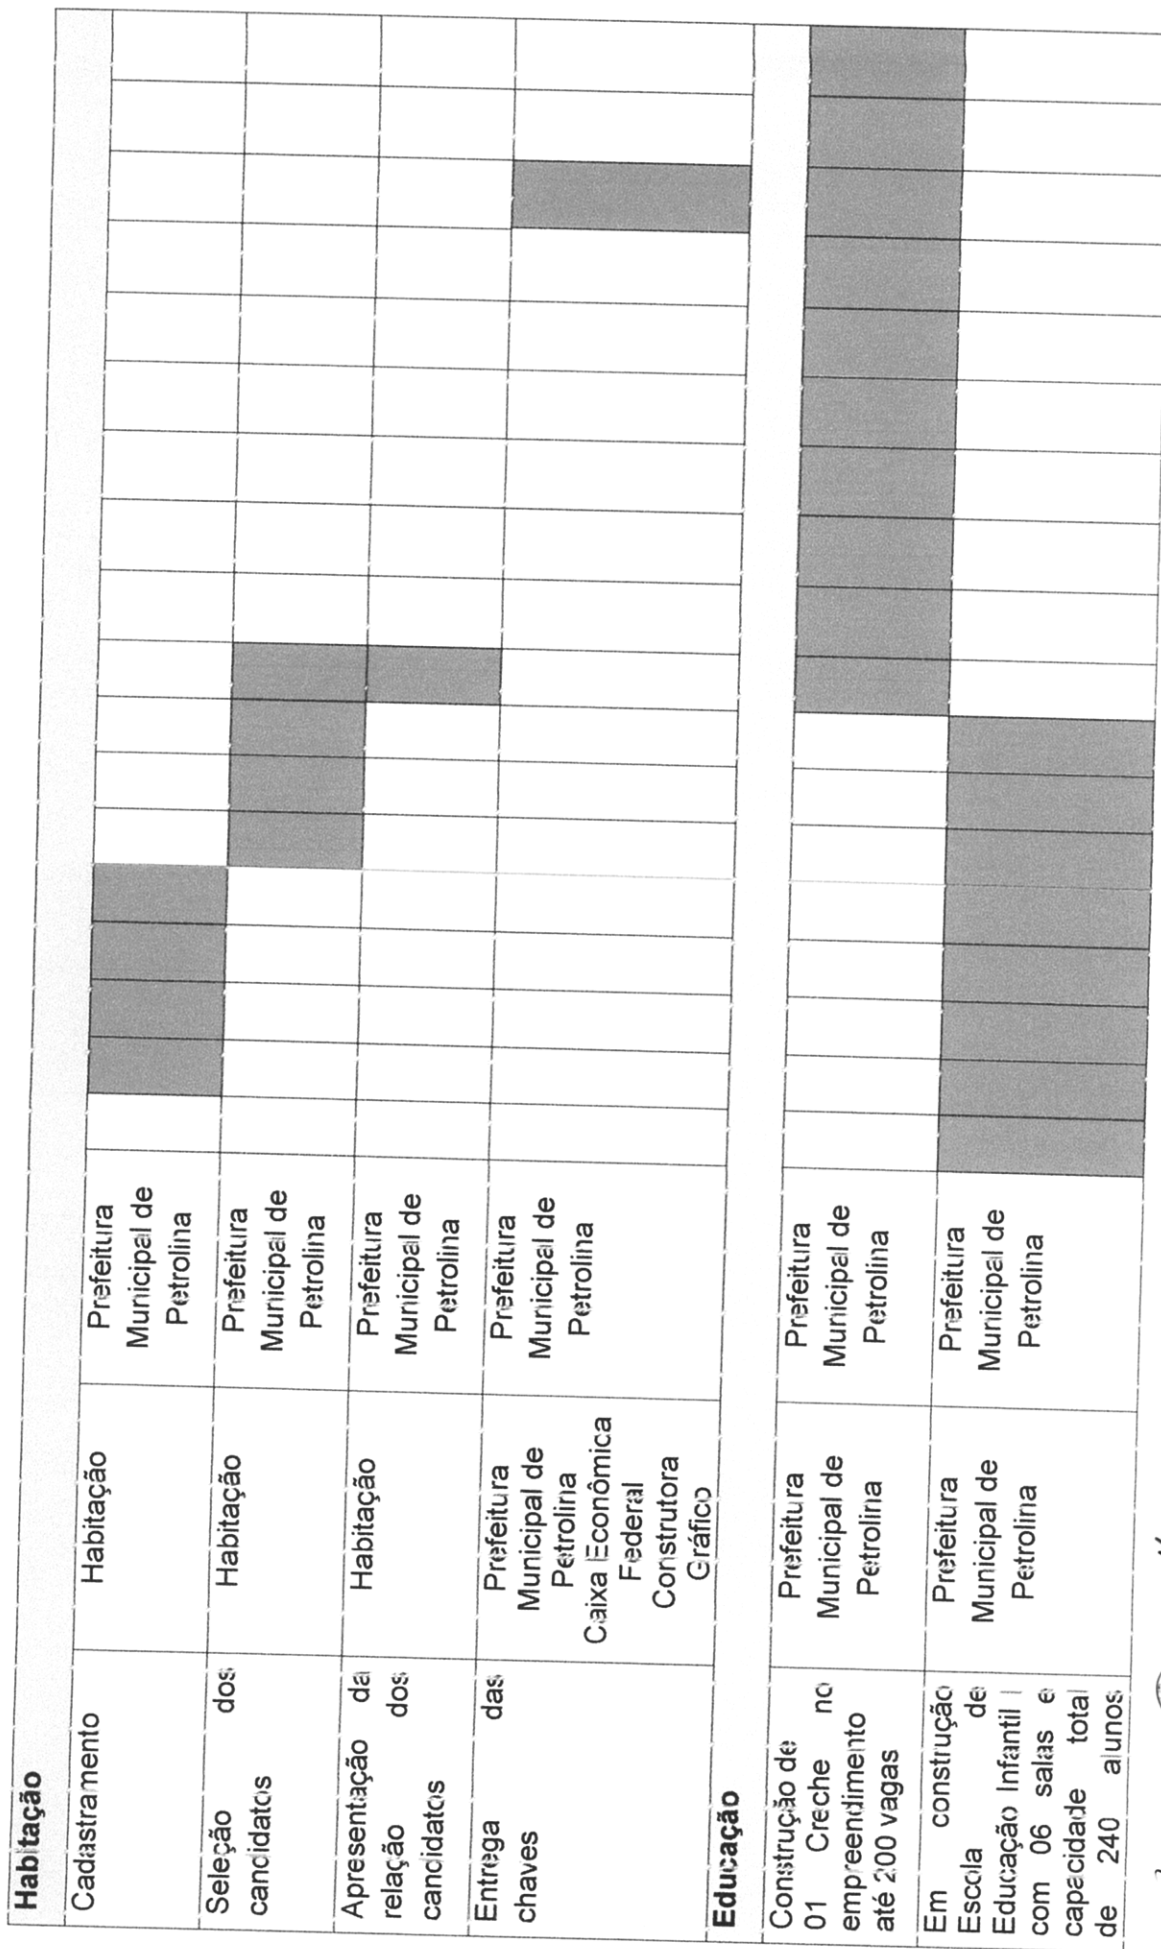 Habitação
Cadastramento
Habitação
Prefeitura
Municipal de
Petrolina
Seleção dos
candidatos
Habitação
Prefeitura
Municipal de
Petrolina
Apresentação da
relação dos
candidatos
Habitação
Prefeitura
Municipal de
Petrolina
Entrega das
chaves
Prefeitura
Municipal de
Petrolina
Caixa Econômica
Federal
Construtora
Gráfico
Prefeitura
Municipal de
Petrolina
Educação
Construção de
01 Creche no
empreendimento
até 200 vagas
Prefeitura
Municipal de
Petrolina
Prefeitura
Municipal de
Petrolina
Em construção
Escola de
Educação Infantil I
com 06 salas e
capacidade total
de 240 alunos
Prefeitura
Municipal de
Petrolina
Prefeitura
Municipal de
Petrolina